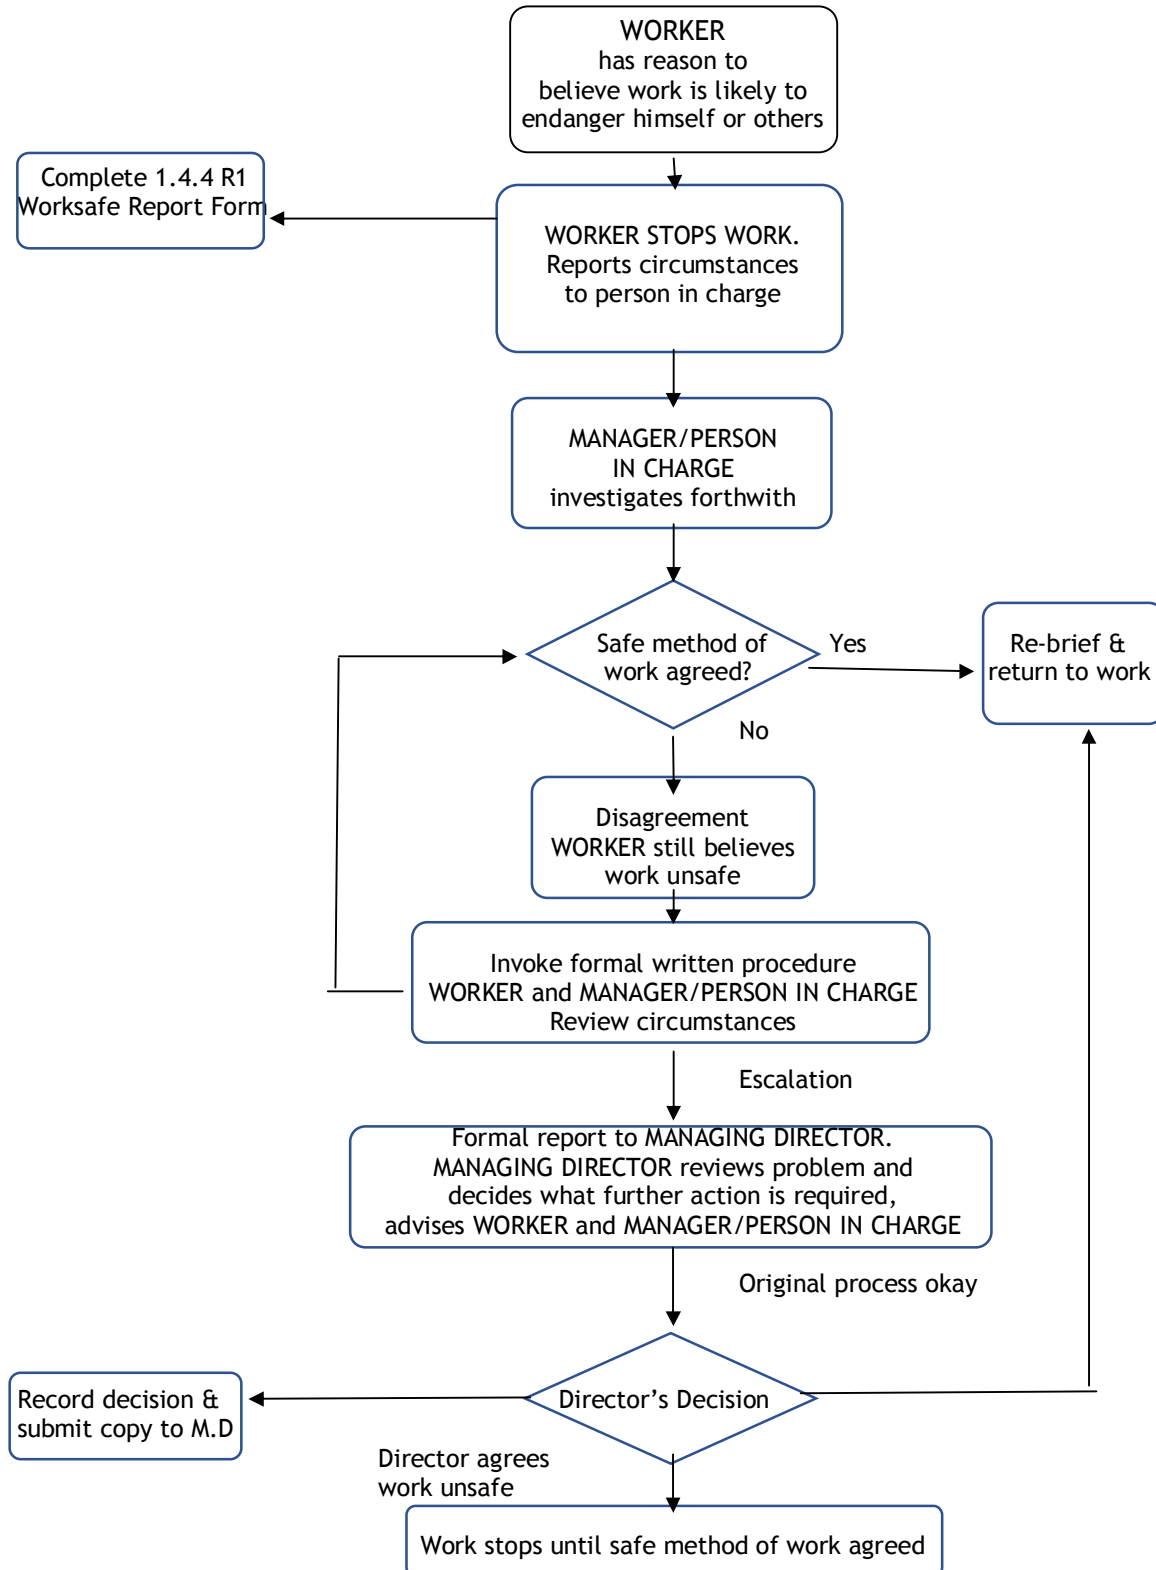 WORKER
has reason to
believe work is likely to
endanger himself or others
Complete 1.4.4 R1
Worksafe Report Form
WORKER STOPS WORK.
Reports circumstances
to person in charge
MANAGER/PERSON
IN CHARGE
investigates forthwith
Safe method of
work agreed?
Yes
Re-brief &
return to work
No
Disagreement
WORKER still believes
work unsafe
Invoke formal written procedure
WORKER and MANAGER/PERSON IN CHARGE
Review circumstances
Escalation
Formal report to MANAGING DIRECTOR.
MANAGING DIRECTOR reviews problem and
decides what further action is required,
advises WORKER and MANAGER/PERSON IN CHARGE
Original process okay
Record decision &
submit copy to M.D
Director’s Decision
Director agrees
work unsafe
Work stops until safe method of work agreed